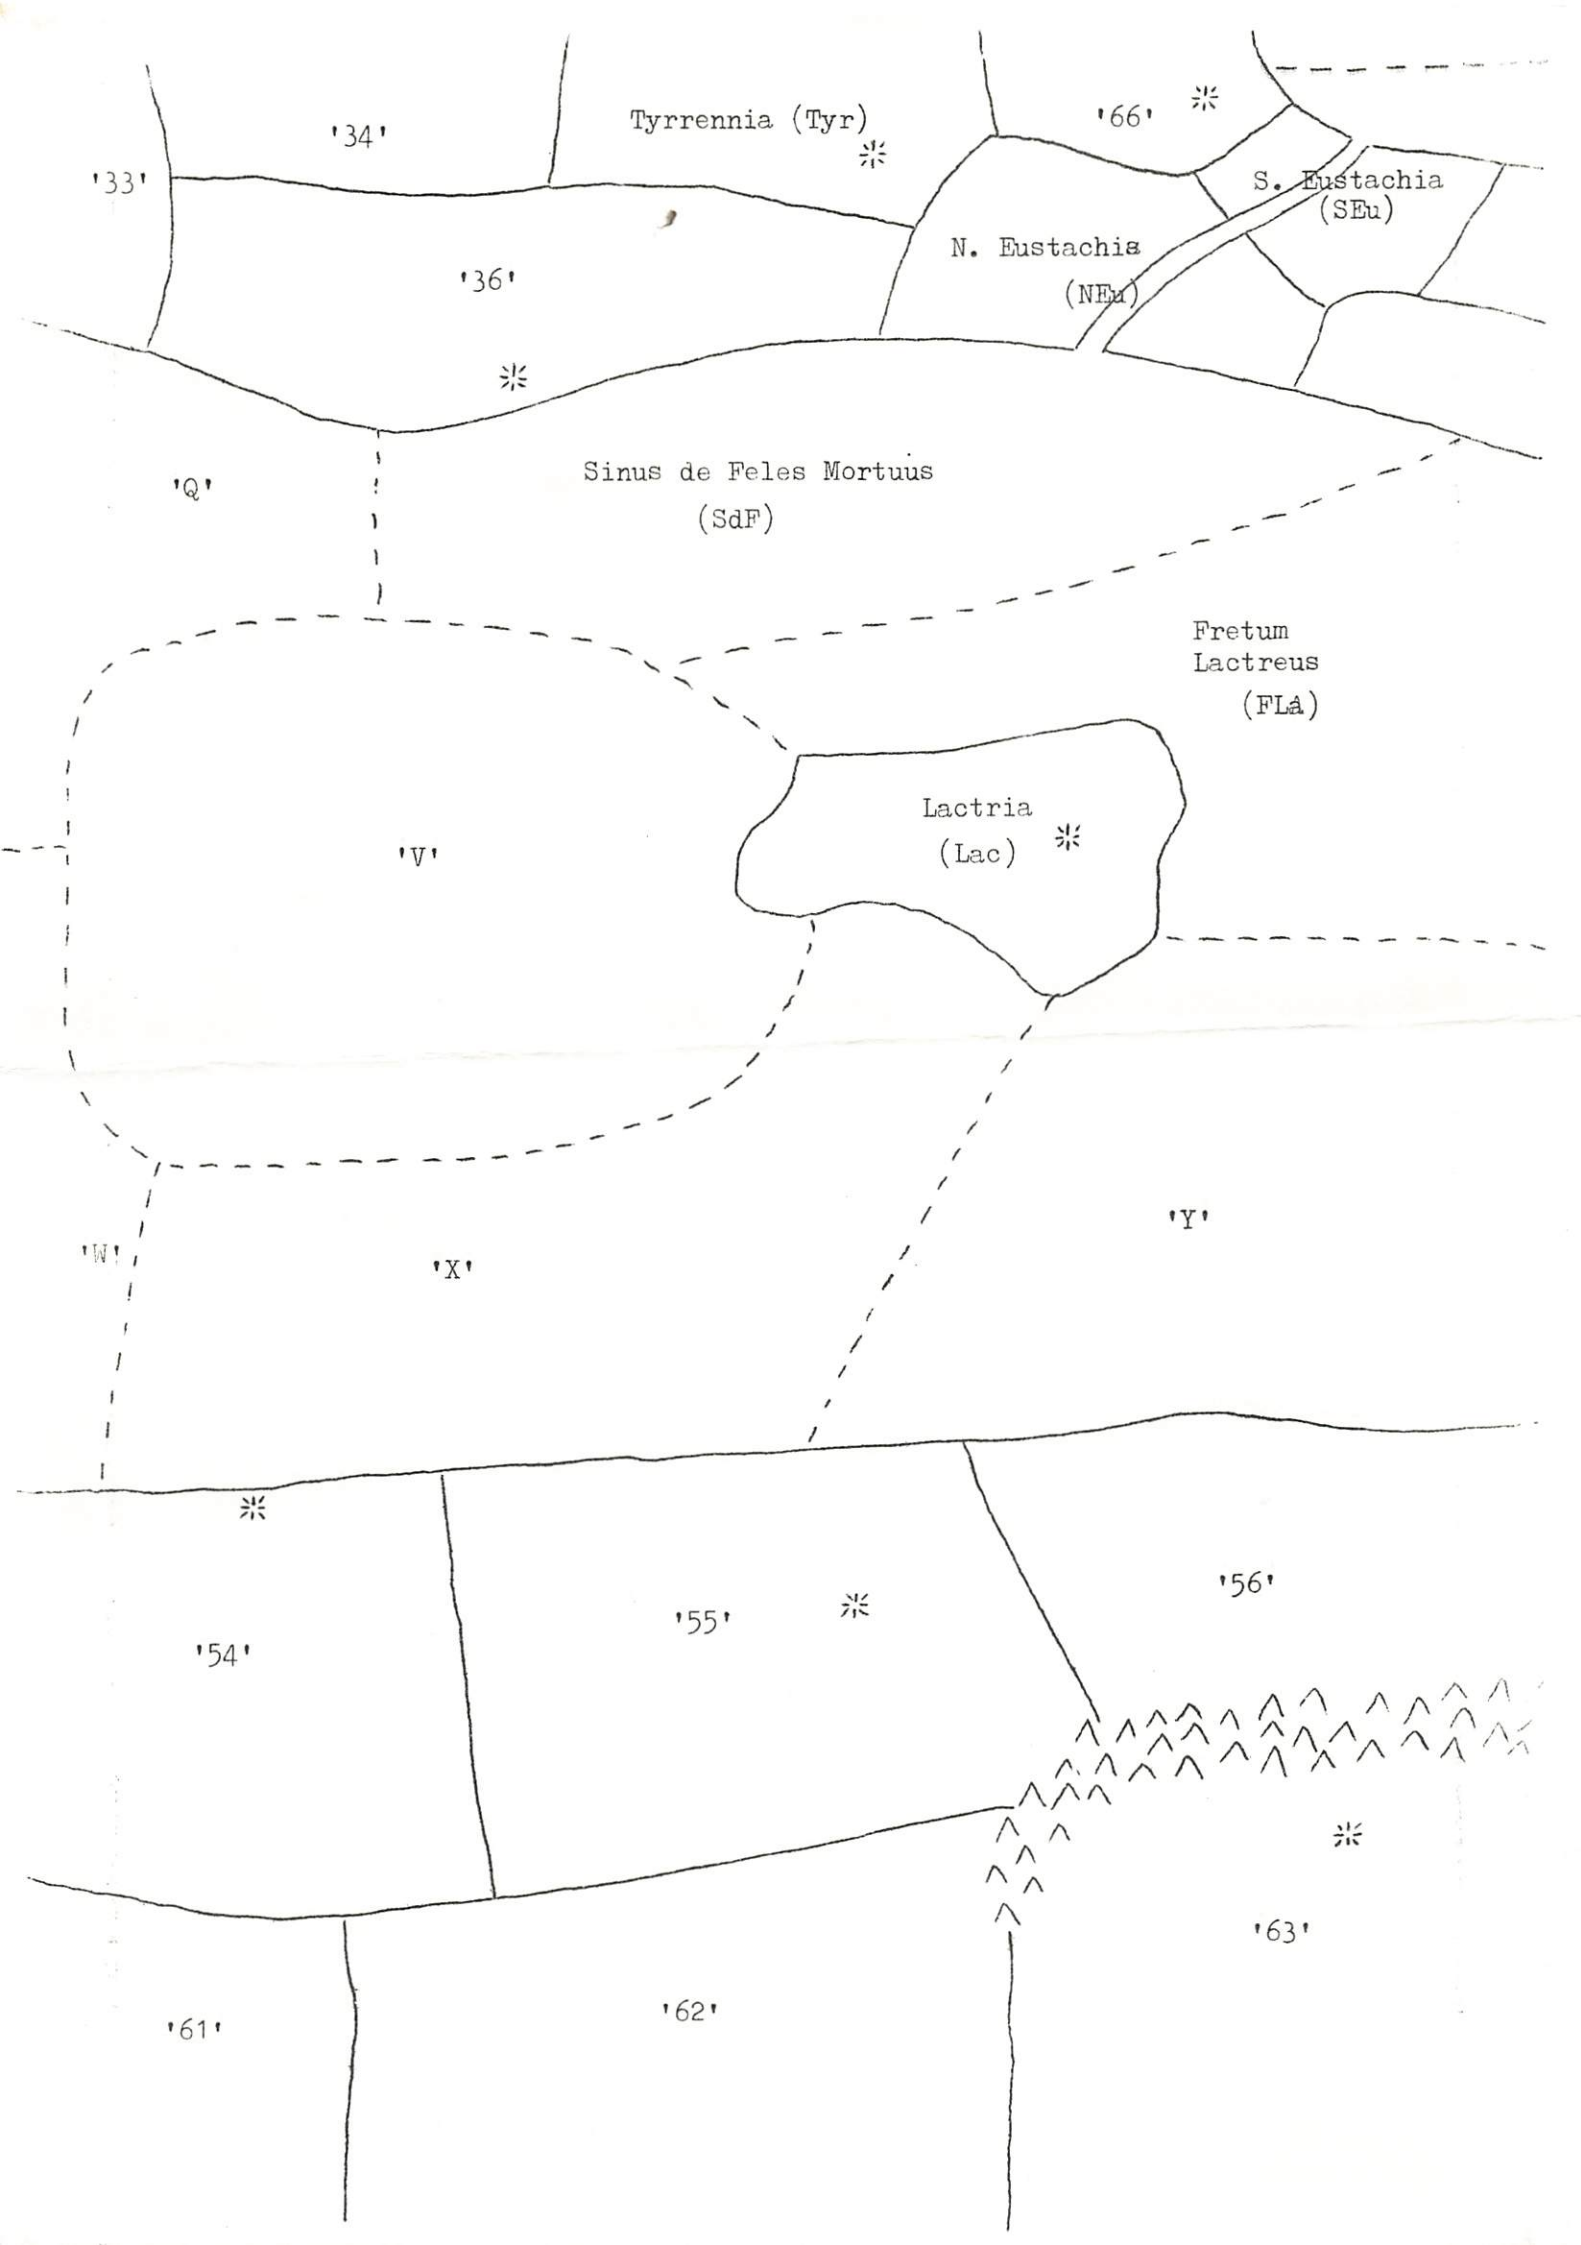 '34'
Tyrrennia (Tyr)
'66'
'33'
S. Eustachia
(SEu)
N. Eustachia
(NEu)
'36'
Sinus de Feles Mortuus
(SdF)
'Q'
Fretum
Lactreus
(FLA)
Lactria
(Lac)
'V'
'Y'
'W'
'X'
'56'
'55'
'54'
'63'
'62'
'61'